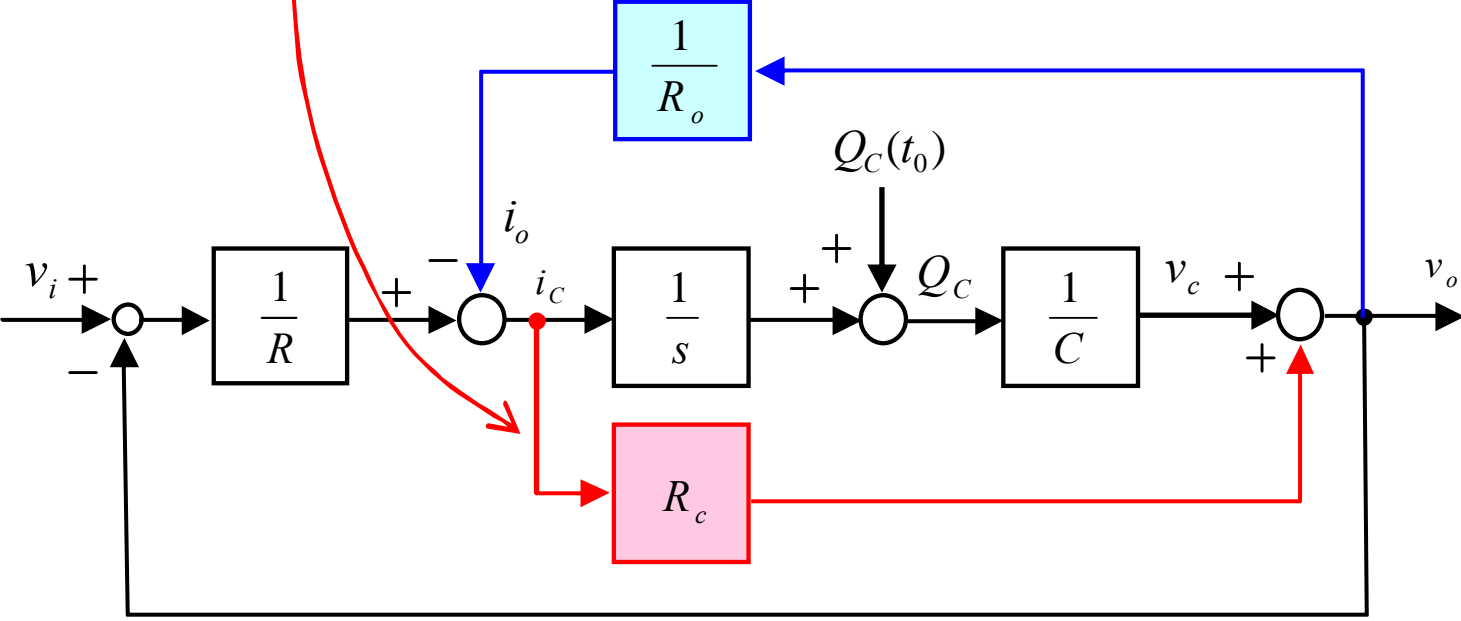 1
R_o
Q_C(t_0)
i_o
v_i + − + i_C + + Q_C v_c + v_o
1
R
1
s
1
C
− +
R_c